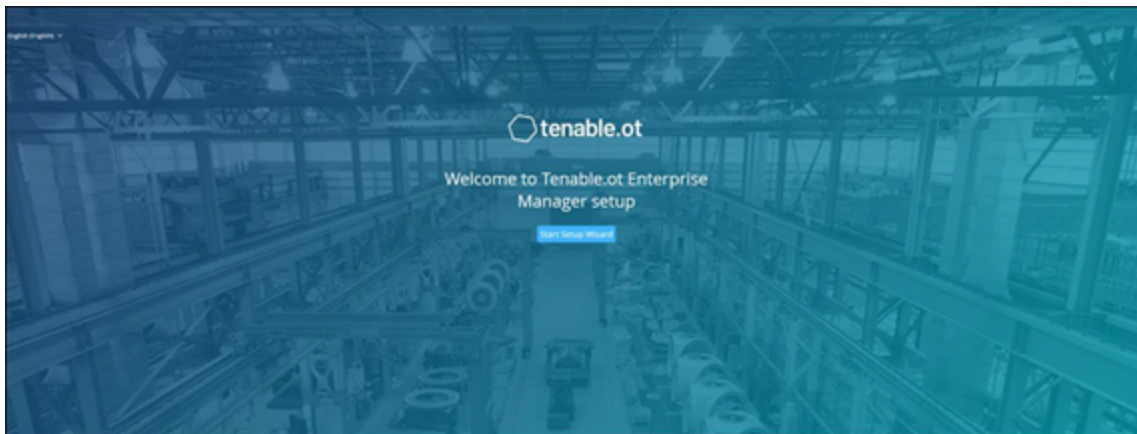 English (English)
tenable.ot
Welcome to Tenable.ot Enterprise
Manager setup
Start Setup Wizard